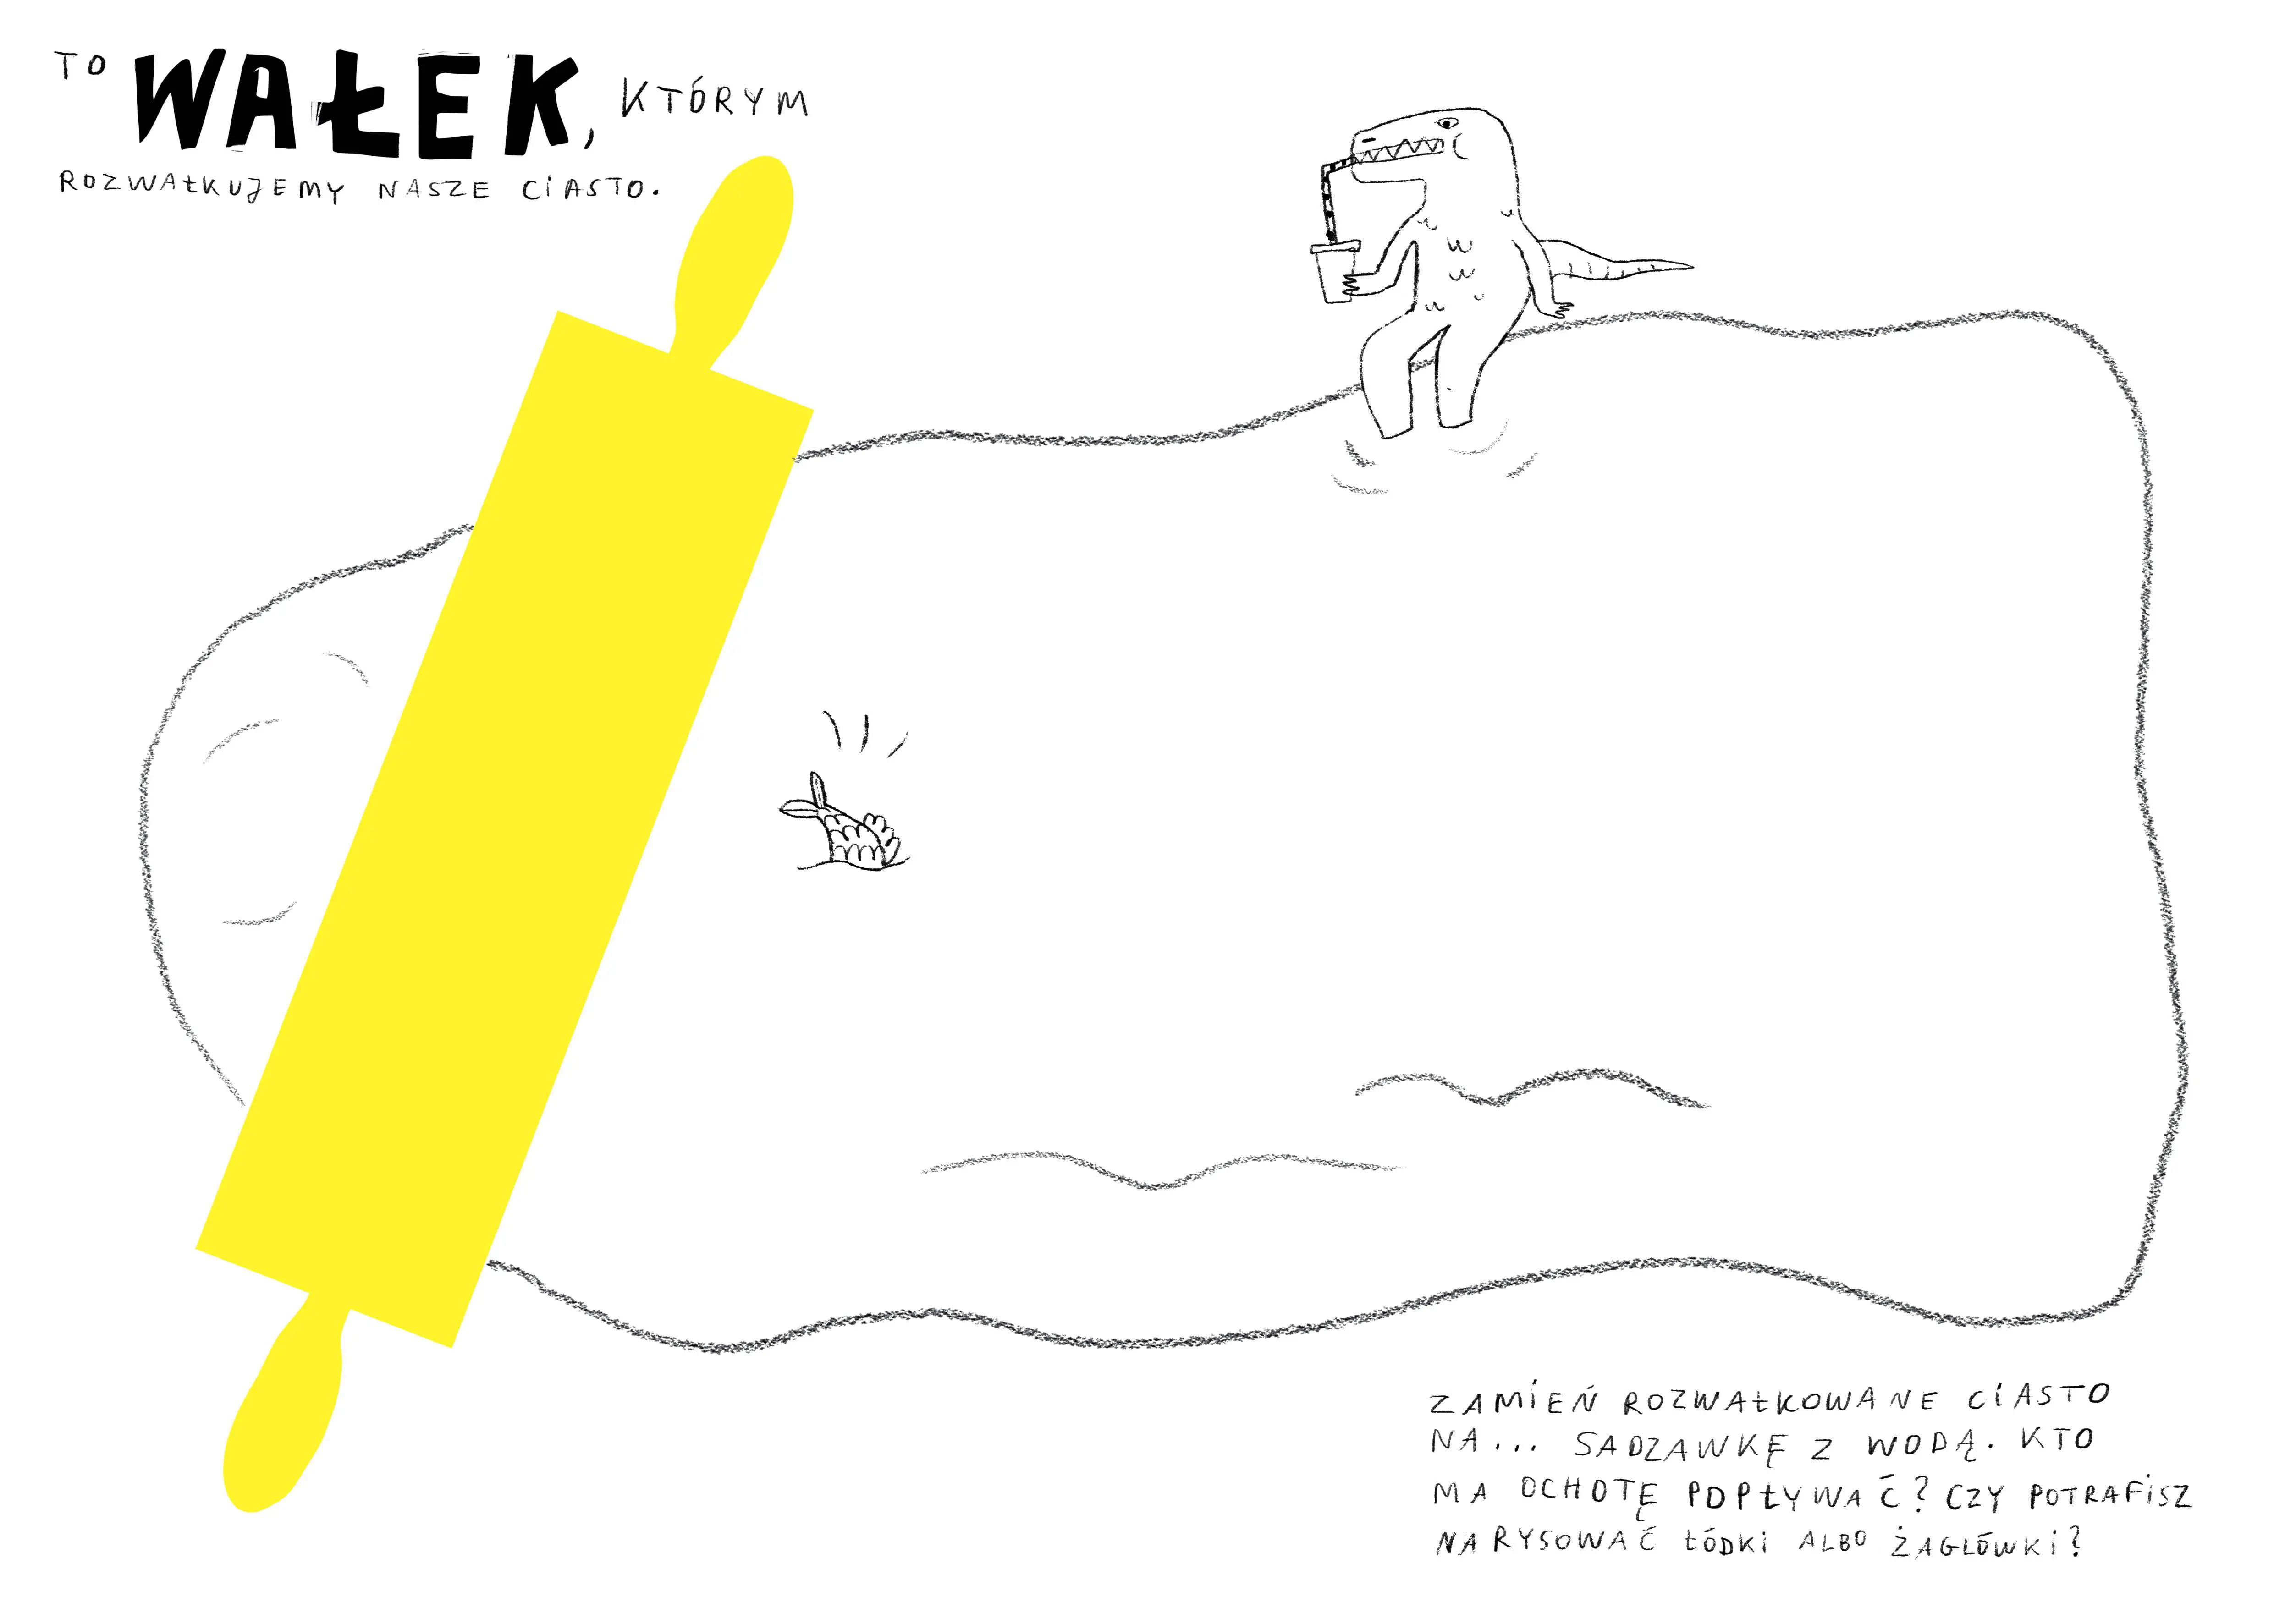 TO WAŁEK, KTÓRYM
ROZWAŁKUJEMY NASZE CIASTO.
ZAMIEŃ ROZWAŁKOWANE CIASTO
NA... SADZAWKĘ Z WODĄ. KTO
MA OCHOTĘ POPŁYWAĆ? CZY POTRAFISZ
NARYSOWAĆ ŁÓDKI ALBO ŻAGLÓWKI?